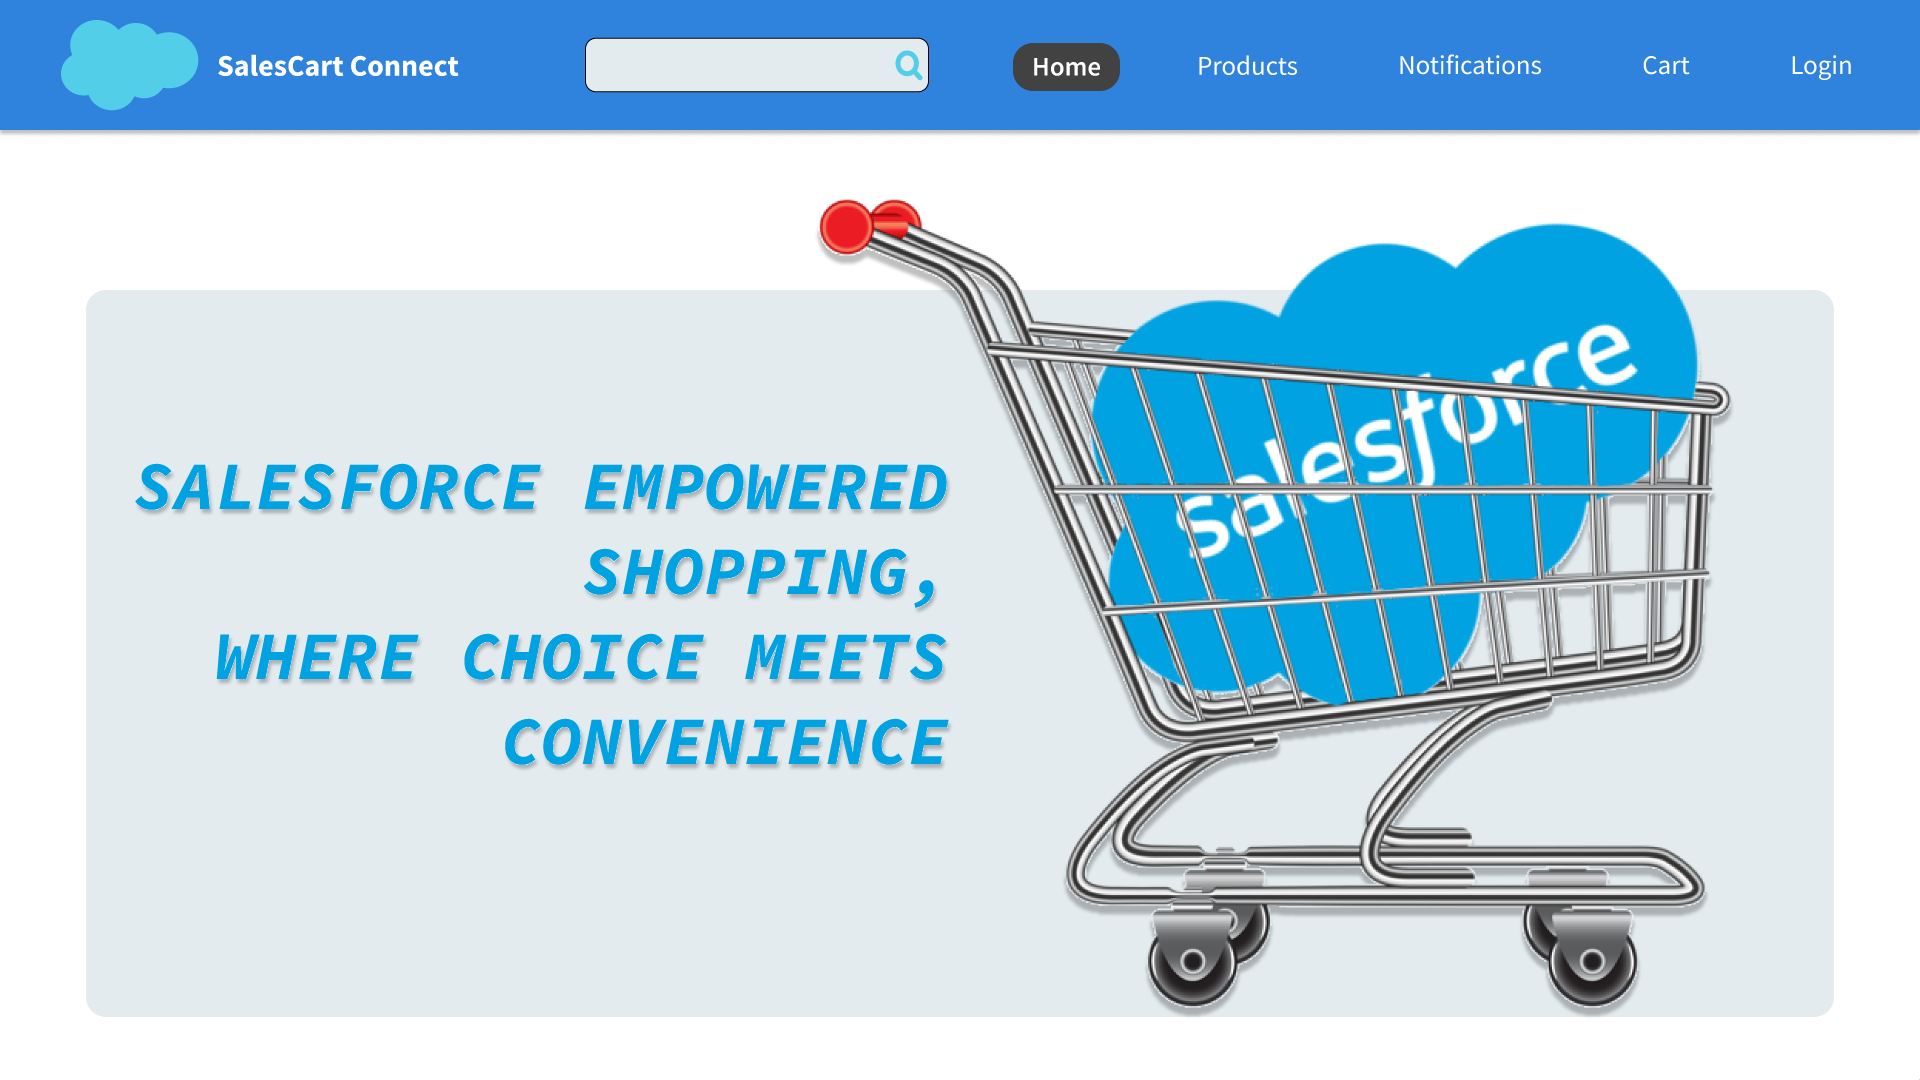 SalesCart Connect
Home
Products
Notifications
Cart
Login
SALESFORCE EMPOWERED
SHOPPING,
WHERE CHOICE MEETS
CONVENIENCE
salesforce